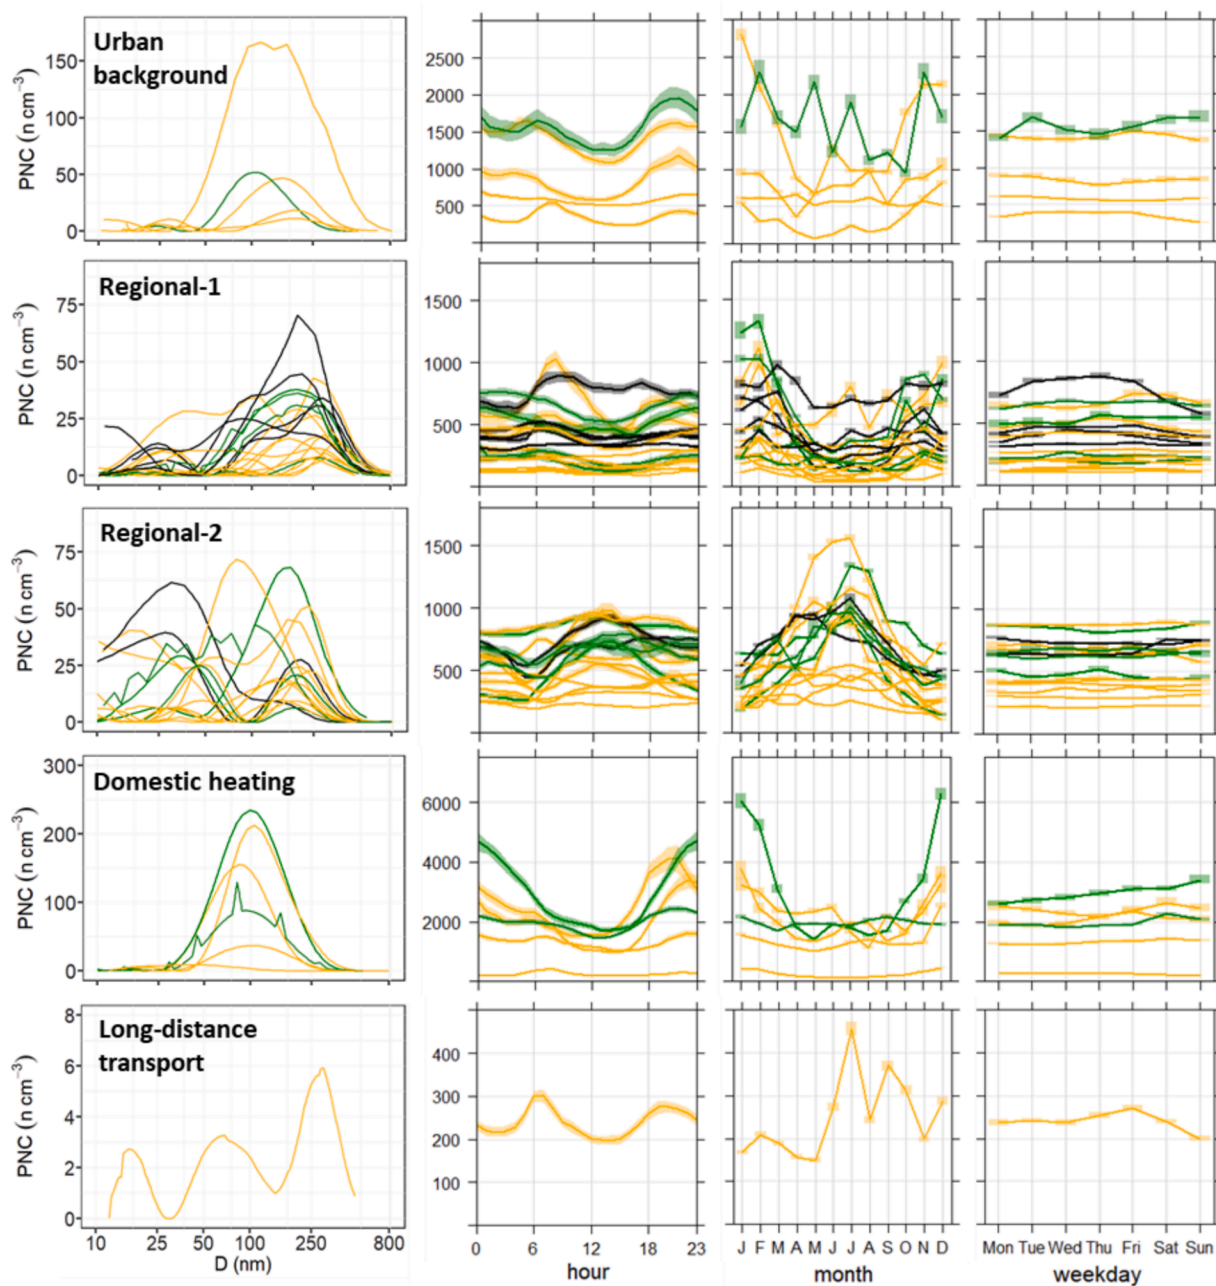 Urban
background
PNC (n cm⁻³)
150
100
50
0
2500
2000
1500
1000
500
Regional-1
PNC (n cm⁻³)
75
50
25
0
1500
1000
500
Regional-2
PNC (n cm⁻³)
75
50
25
0
1500
1000
500
Domestic heating
PNC (n cm⁻³)
300
200
100
0
6000
4000
2000
Long-distance
transport
PNC (n cm⁻³)
8
6
4
2
0
400
300
200
100
10 25 50 100 250 800
D (nm)
0 6 12 18 23
hour
J F M A M J J A S O N D
month
Mon Tue Wed Thu Fri Sat Sun
weekday